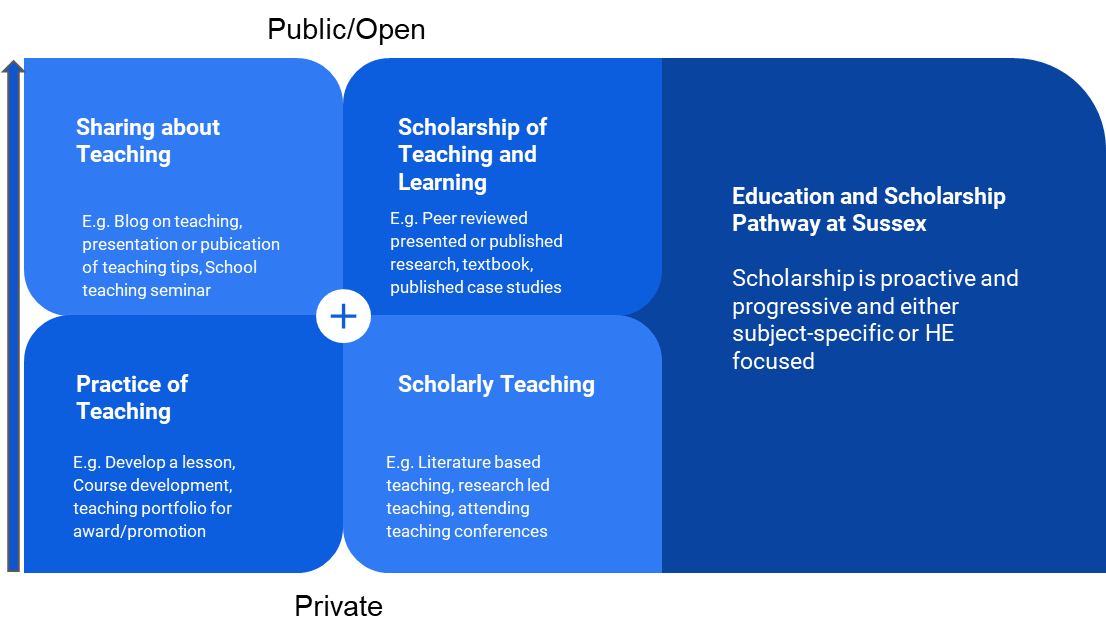 Public/Open
Sharing about
Teaching
E.g. Blog on teaching,
presentation or pubication
of teaching tips, School
teaching seminar
Scholarship of
Teaching and
Learning
E.g. Peer reviewed
presented or published
research, textbook,
published case studies
Practice of
Teaching
E.g. Develop a lesson,
Course development,
teaching portfolio for
award/promotion
Scholarly Teaching
E.g. Literature based
teaching, research led
teaching, attending
teaching conferences
Education and Scholarship
Pathway at Sussex
Scholarship is proactive and
progressive and either
subject-specific or HE
focused
Private